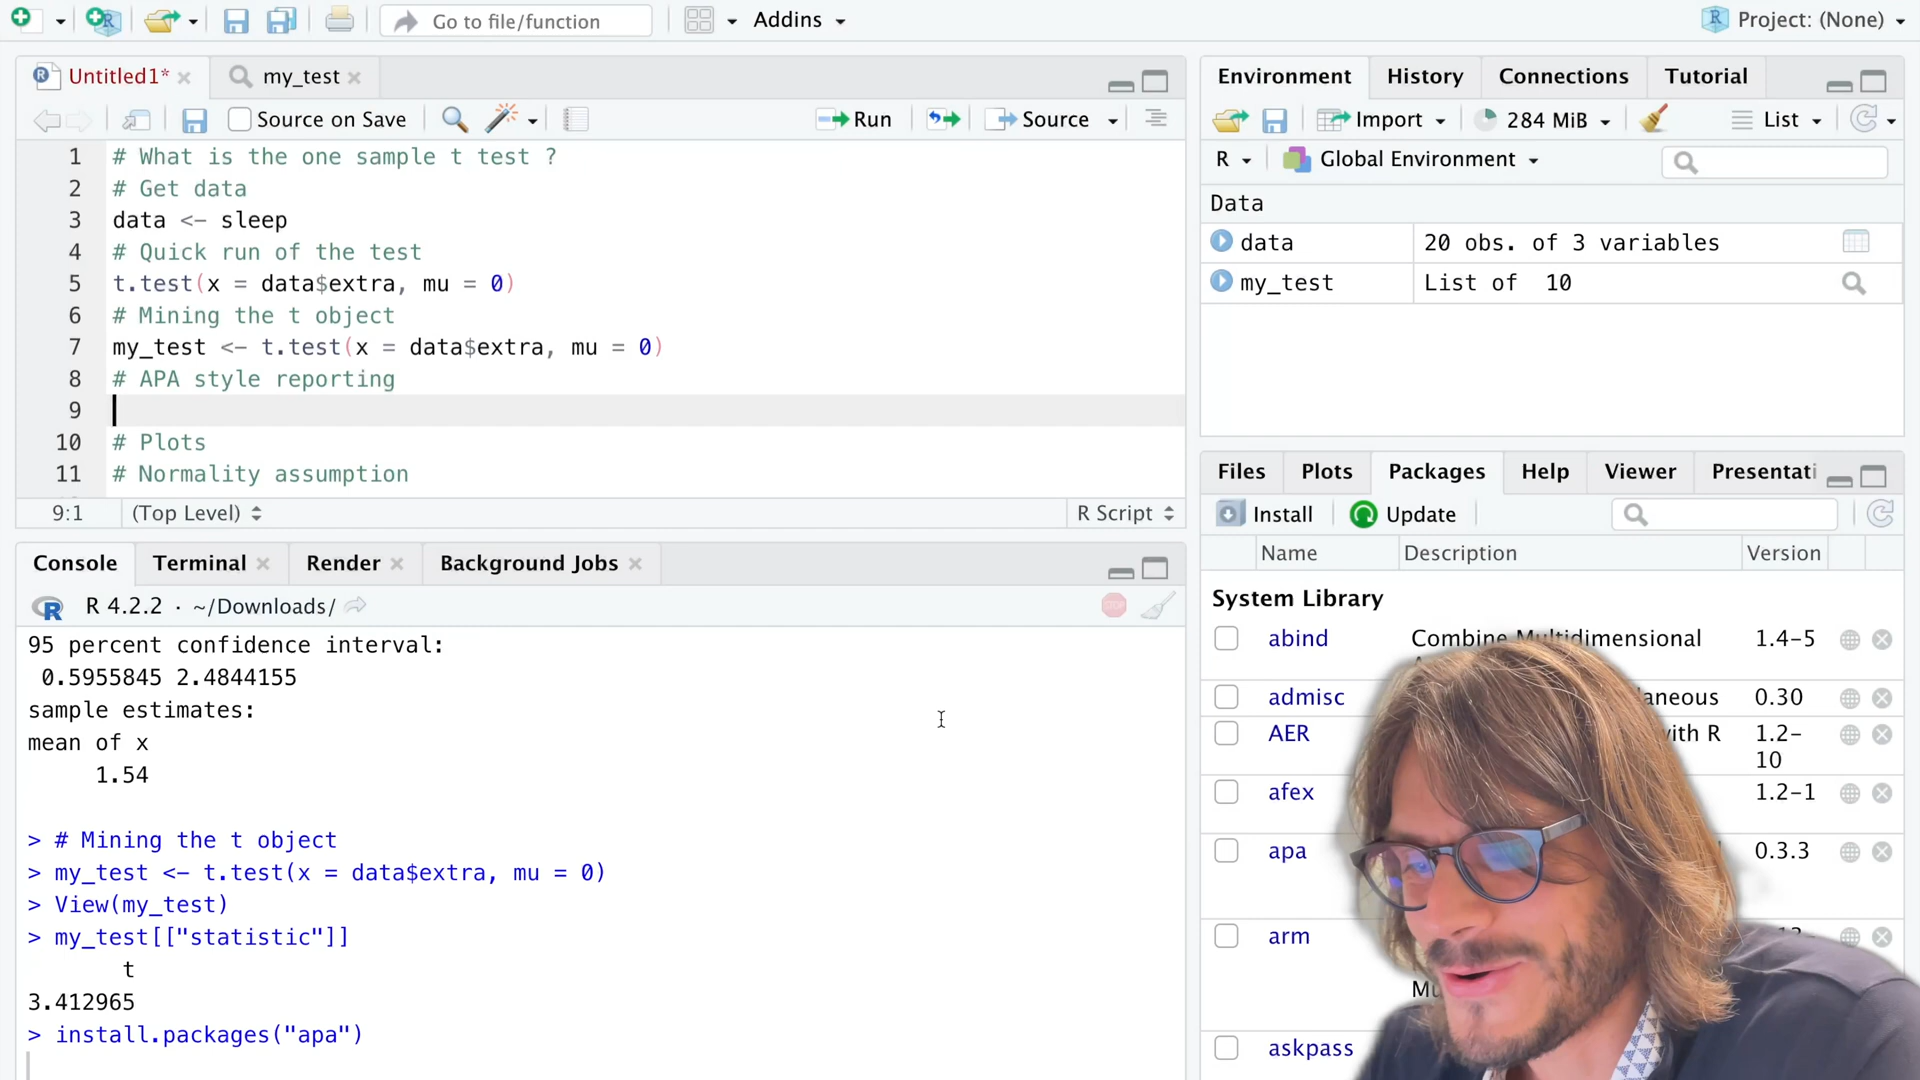 Go to file/function
Addins
Project: (None)
Untitled1*
my_test
Source on Save
Run
Source
1 # What is the one sample t test ?
2 # Get data
3 data <- sleep
4 # Quick run of the test
5 t.test(x = data$extra, mu = 0)
6 # Mining the t object
7 my_test <- t.test(x = data$extra, mu = 0)
8 # APA style reporting
9
10 # Plots
11 # Normality assumption
9:1 (Top Level) R Script
Console Terminal Render Background Jobs
R 4.2.2 · ~/Downloads/
95 percent confidence interval:
0.5955845 2.4844155
sample estimates:
mean of x
1.54
> # Mining the t object
> my_test <- t.test(x = data$extra, mu = 0)
> View(my_test)
> my_test[["statistic"]]
t
3.412965
> install.packages("apa")
Environment History Connections Tutorial
Import 284 MiB List
R Global Environment
Data
data 20 obs. of 3 variables
my_test List of 10
Files Plots Packages Help Viewer Presentati
Install Update
Name Description Version
System Library
abind Combine Multidimensional 1.4-5
admisc 0.30
AER with R 1.2-
10
afex 1.2-1
apa 0.3.3
arm
askpass